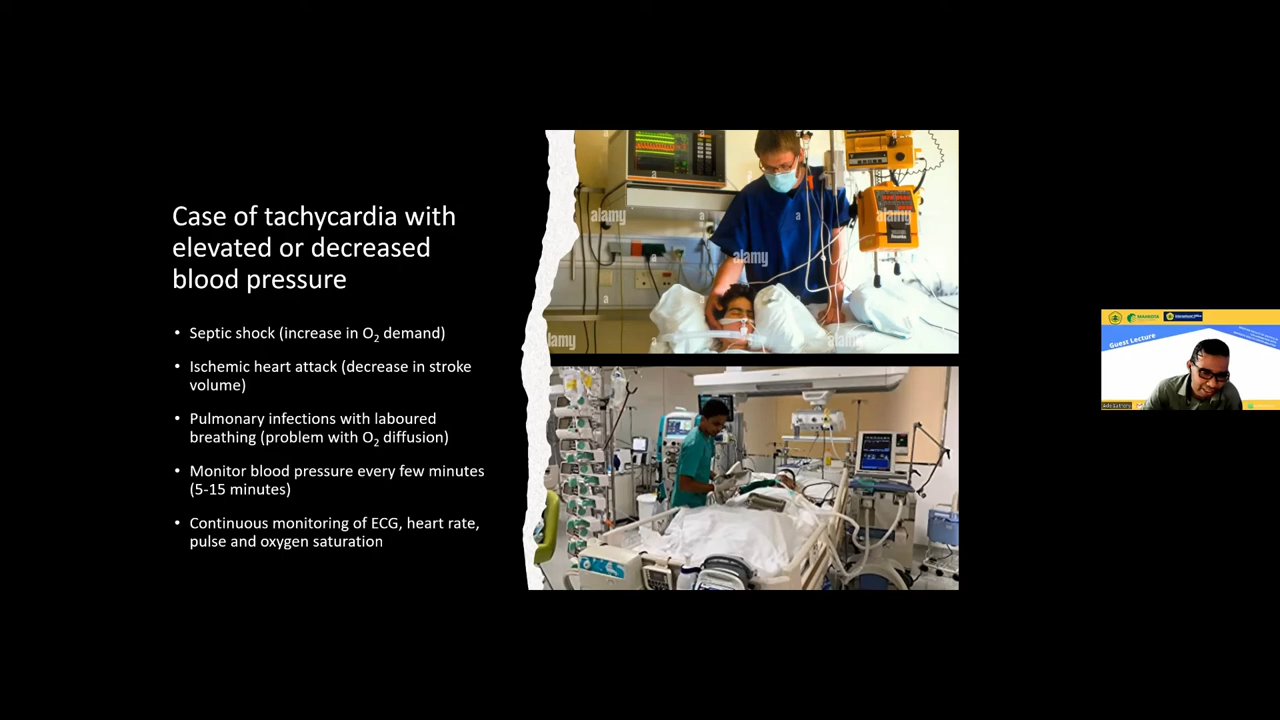 Case of tachycardia with
elevated or decreased
blood pressure
• Septic shock (increase in O₂ demand)
• Ischemic heart attack (decrease in stroke
volume)
• Pulmonary infections with laboured
breathing (problem with O₂ diffusion)
• Monitor blood pressure every few minutes
(5-15 minutes)
• Continuous monitoring of ECG, heart rate,
pulse and oxygen saturation
alamy
alamy
alamy
alamy
alamy
a
a
a
a
a
Guest Lecture